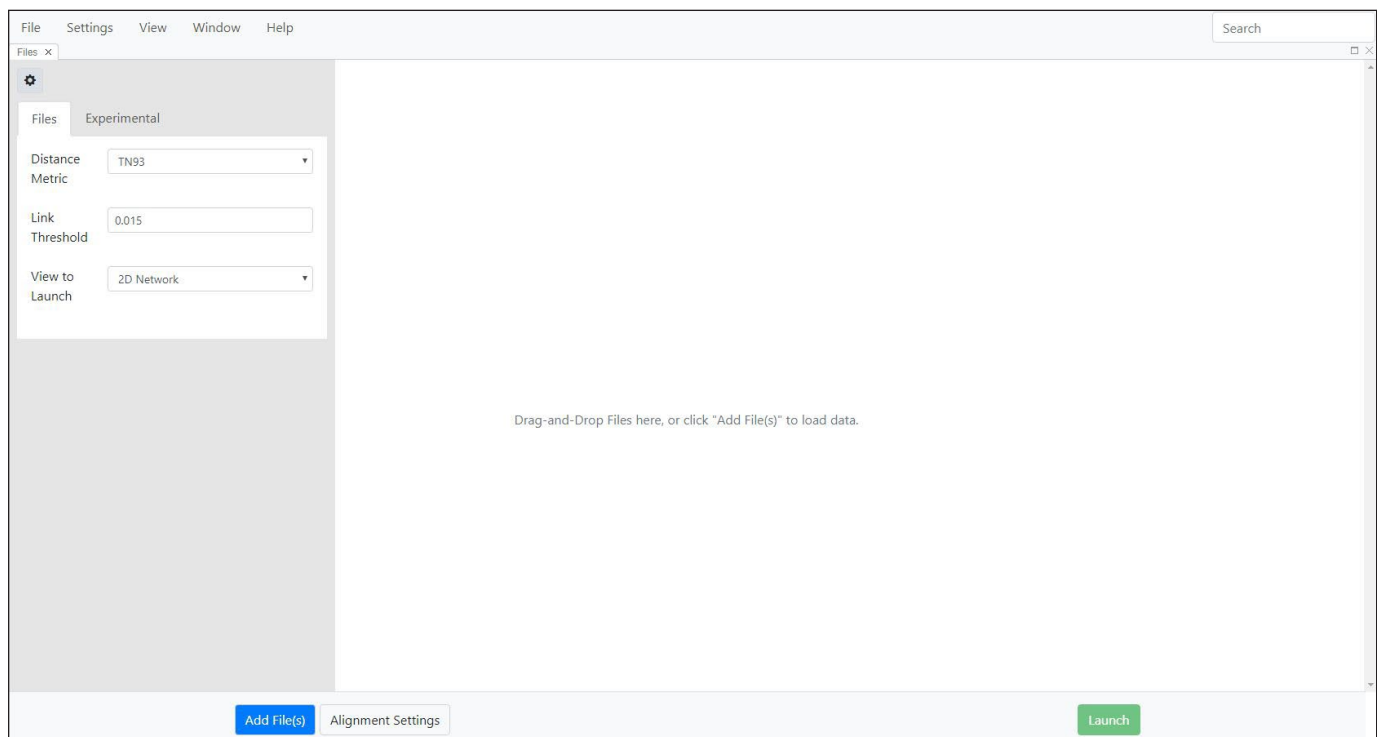 File Settings View Window Help Search
Files ×
Files Experimental
Distance
Metric
TN93
Link
Threshold
0.015
View to
Launch
2D Network
Drag-and-Drop Files here, or click "Add File(s)" to load data.
Add File(s) Alignment Settings Launch